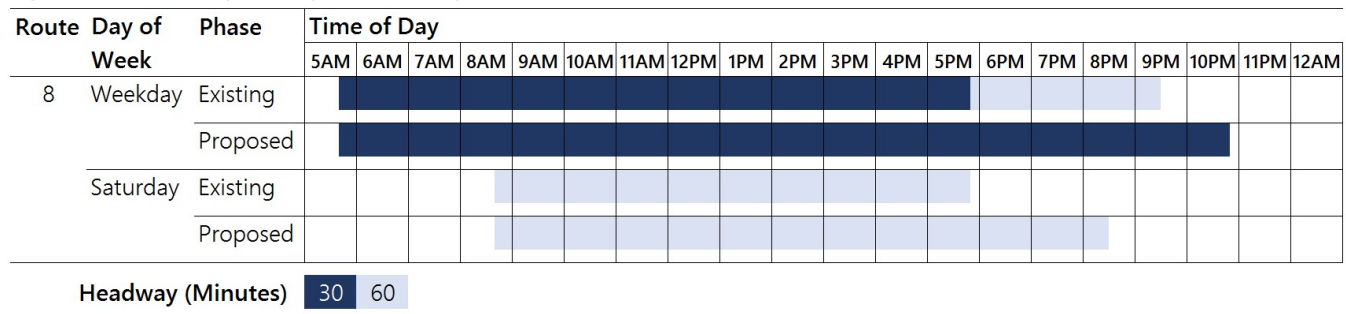 Route Day of Week Phase Time of Day
5AM 6AM 7AM 8AM 9AM 10AM 11AM 12PM 1PM 2PM 3PM 4PM 5PM 6PM 7PM 8PM 9PM 10PM 11PM 12AM
8 Weekday Existing
Proposed
Saturday Existing
Proposed
Headway (Minutes) 30 60